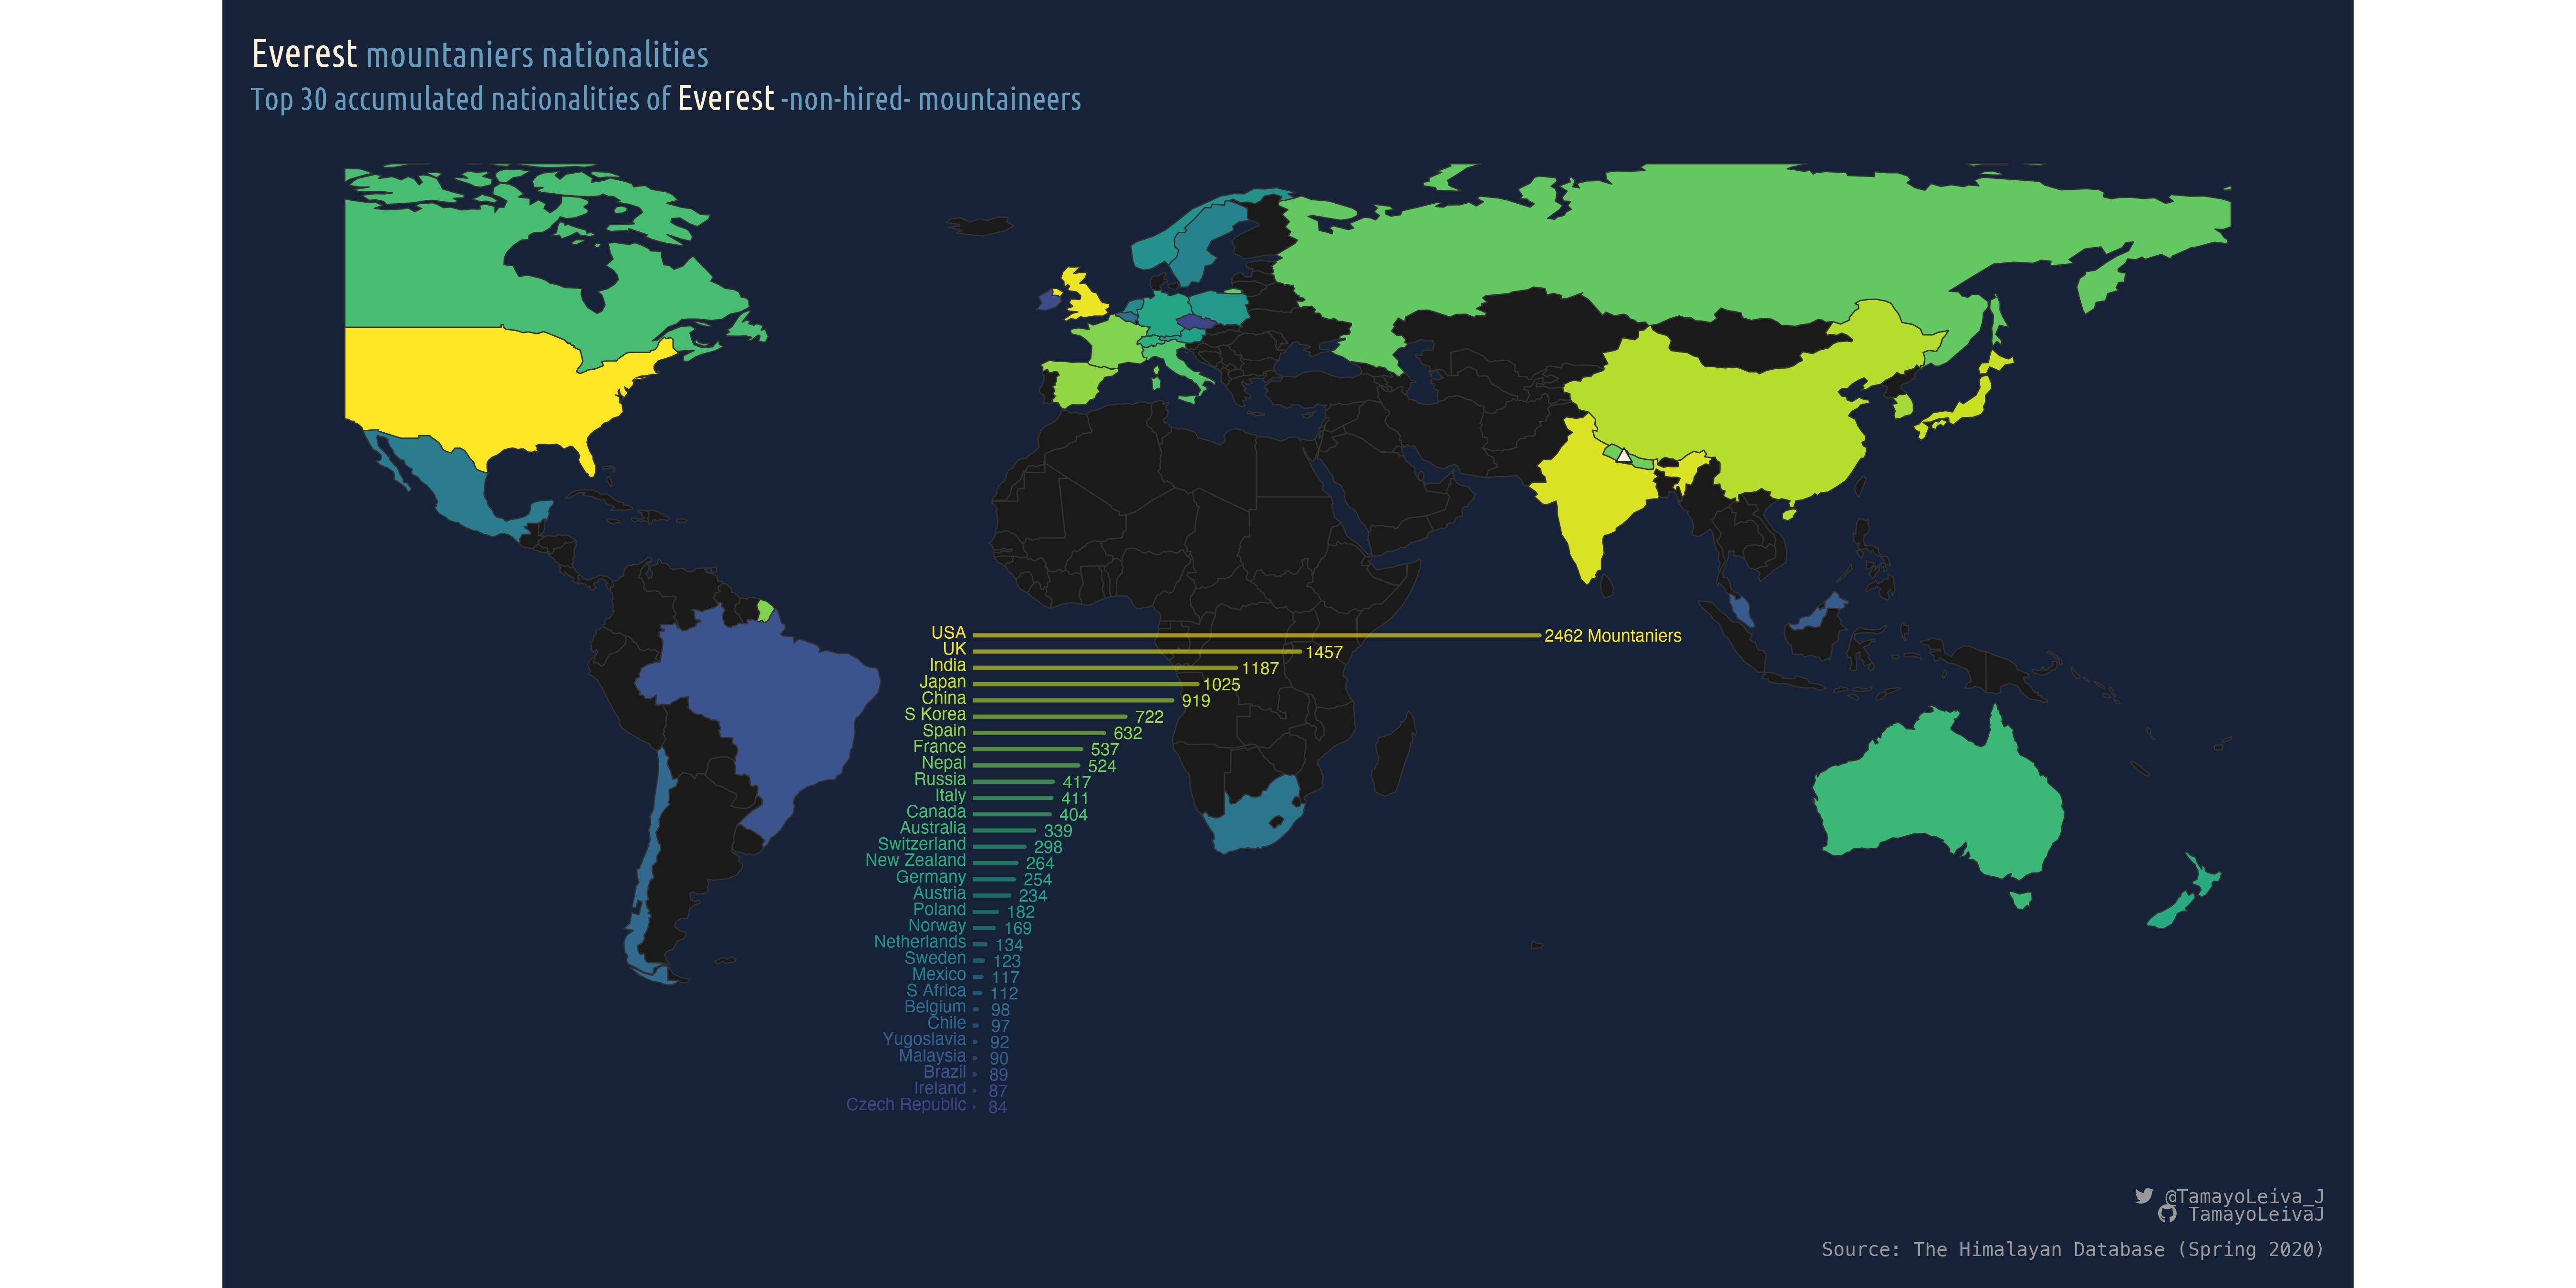 Everest mountaniers nationalities
Top 30 accumulated nationalities of Everest -non-hired- mountaineers
USA 2462 Mountaniers
UK 1457
India 1187
Japan 1025
China 919
S Korea 722
Spain 632
France 537
Nepal 524
Russia 417
Italy 411
Canada 404
Australia 339
Switzerland 298
New Zealand 264
Germany 254
Austria 234
Poland 182
Norway 169
Netherlands 134
Sweden 123
Mexico 117
S Africa 112
Belgium 98
Chile 97
Yugoslavia 92
Malaysia 90
Brazil 89
Ireland 87
Czech Republic 84
@TamayoLeiva_J
TamayoLeivaJ
Source: The Himalayan Database (Spring 2020)